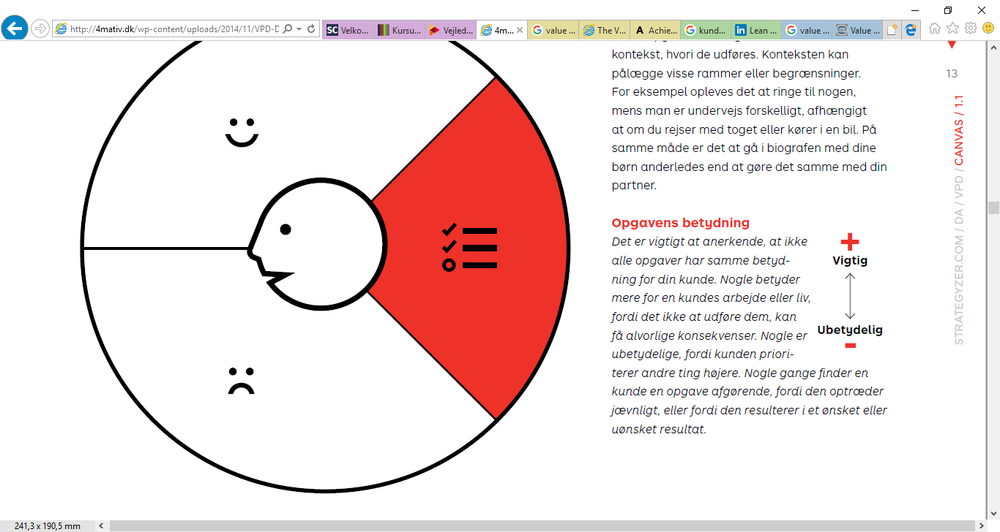 http://4mativ.dk/wp-content/uploads/2014/11/VPD-D
SC Velko...
Kursu...
Vejled...
4m...
value ...
The V...
A Achie...
kund...
in Lean ...
value ...
Value ...
kontekst, hvori de udføres. Konteksten kan
pålægge visse rammer eller begrænsninger.
For eksempel opleves det at ringe til nogen,
mens man er undervejs forskelligt, afhængigt
at om du rejser med toget eller kører i en bil. På
samme måde er det at gå i biografen med dine
børn anderledes end at gøre det samme med din
partner.
Opgavens betydning
Det er vigtigt at anerkende, at ikke
alle opgaver har samme betyd-
ning for din kunde. Nogle betyder
mere for en kundes arbejde eller liv,
fordi det ikke at udføre dem, kan
få alvorlige konsekvenser. Nogle er
ubetydelige, fordi kunden priori-
terer andre ting højere. Nogle gange finder en
kunde en opgave afgørende, fordi den optræder
jævnligt, eller fordi den resulterer i et ønsket eller
uønsket resultat.
+
Vigtig
Ubetydelig
-
13
STRATEGYZER.COM / DA / VPD / CANVAS / 1.1
241,3 x 190,5 mm